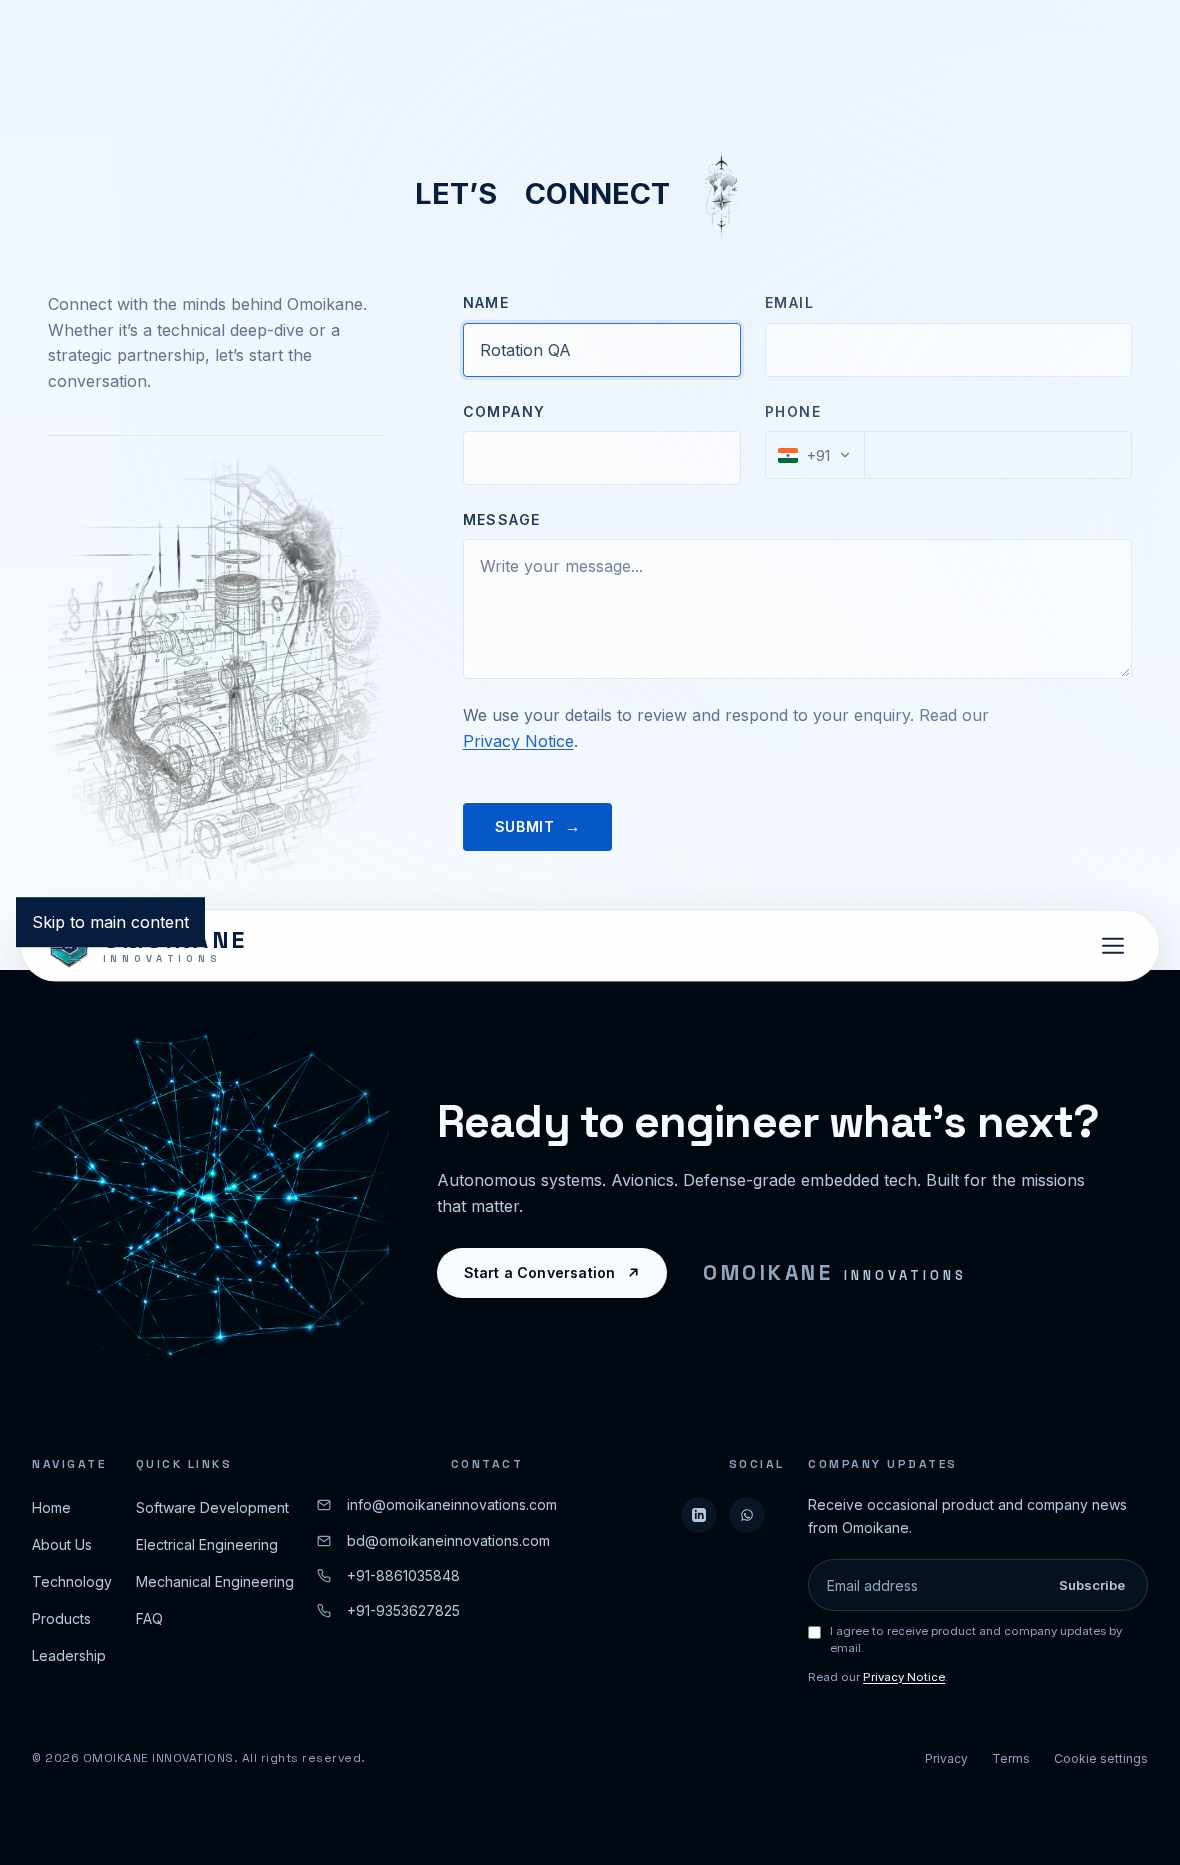 LET’S CONNECT
Connect with the minds behind Omoikane.
Whether it’s a technical deep-dive or a
strategic partnership, let’s start the
conversation.
NAME
EMAIL
Rotation QA
COMPANY
PHONE
+91
MESSAGE
Write your message...
We use your details to review and respond to your enquiry. Read our
Privacy Notice.
SUBMIT →
Skip to main content
ANE
INNOVATIONS
Ready to engineer what’s next?
Autonomous systems. Avionics. Defense-grade embedded tech. Built for the missions
that matter.
Start a Conversation ↗
OMOIKANE INNOVATIONS
NAVIGATE
Home
About Us
Technology
Products
Leadership
QUICK LINKS
Software Development
Electrical Engineering
Mechanical Engineering
FAQ
CONTACT
info@omoikaneinnovations.com
bd@omoikaneinnovations.com
+91-8861035848
+91-9353627825
SOCIAL
COMPANY UPDATES
Receive occasional product and company news
from Omoikane.
Email address
Subscribe
I agree to receive product and company updates by
email.
Read our Privacy Notice.
© 2026 OMOIKANE INNOVATIONS. All rights reserved.
Privacy
Terms
Cookie settings